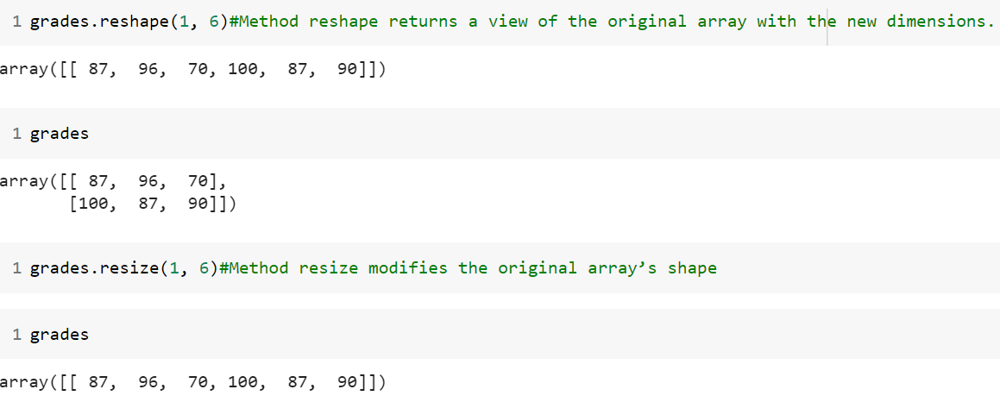 1 grades.reshape(1, 6)#Method reshape returns a view of the original array with the new dimensions.
array([[ 87,  96,  70, 100,  87,  90]])
1 grades
array([[ 87,  96,  70],
       [100,  87,  90]])
1 grades.resize(1, 6)#Method resize modifies the original array’s shape
1 grades
array([[ 87,  96,  70, 100,  87,  90]])